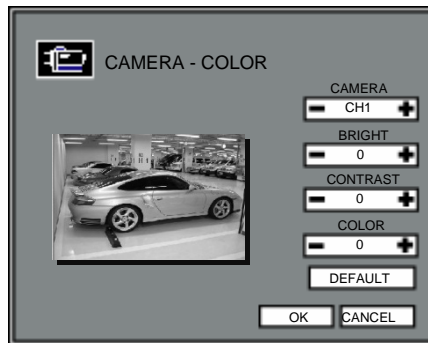 CAMERA - COLOR
CAMERA
CH1
BRIGHT
0
CONTRAST
0
COLOR
0
DEFAULT
OK
CANCEL